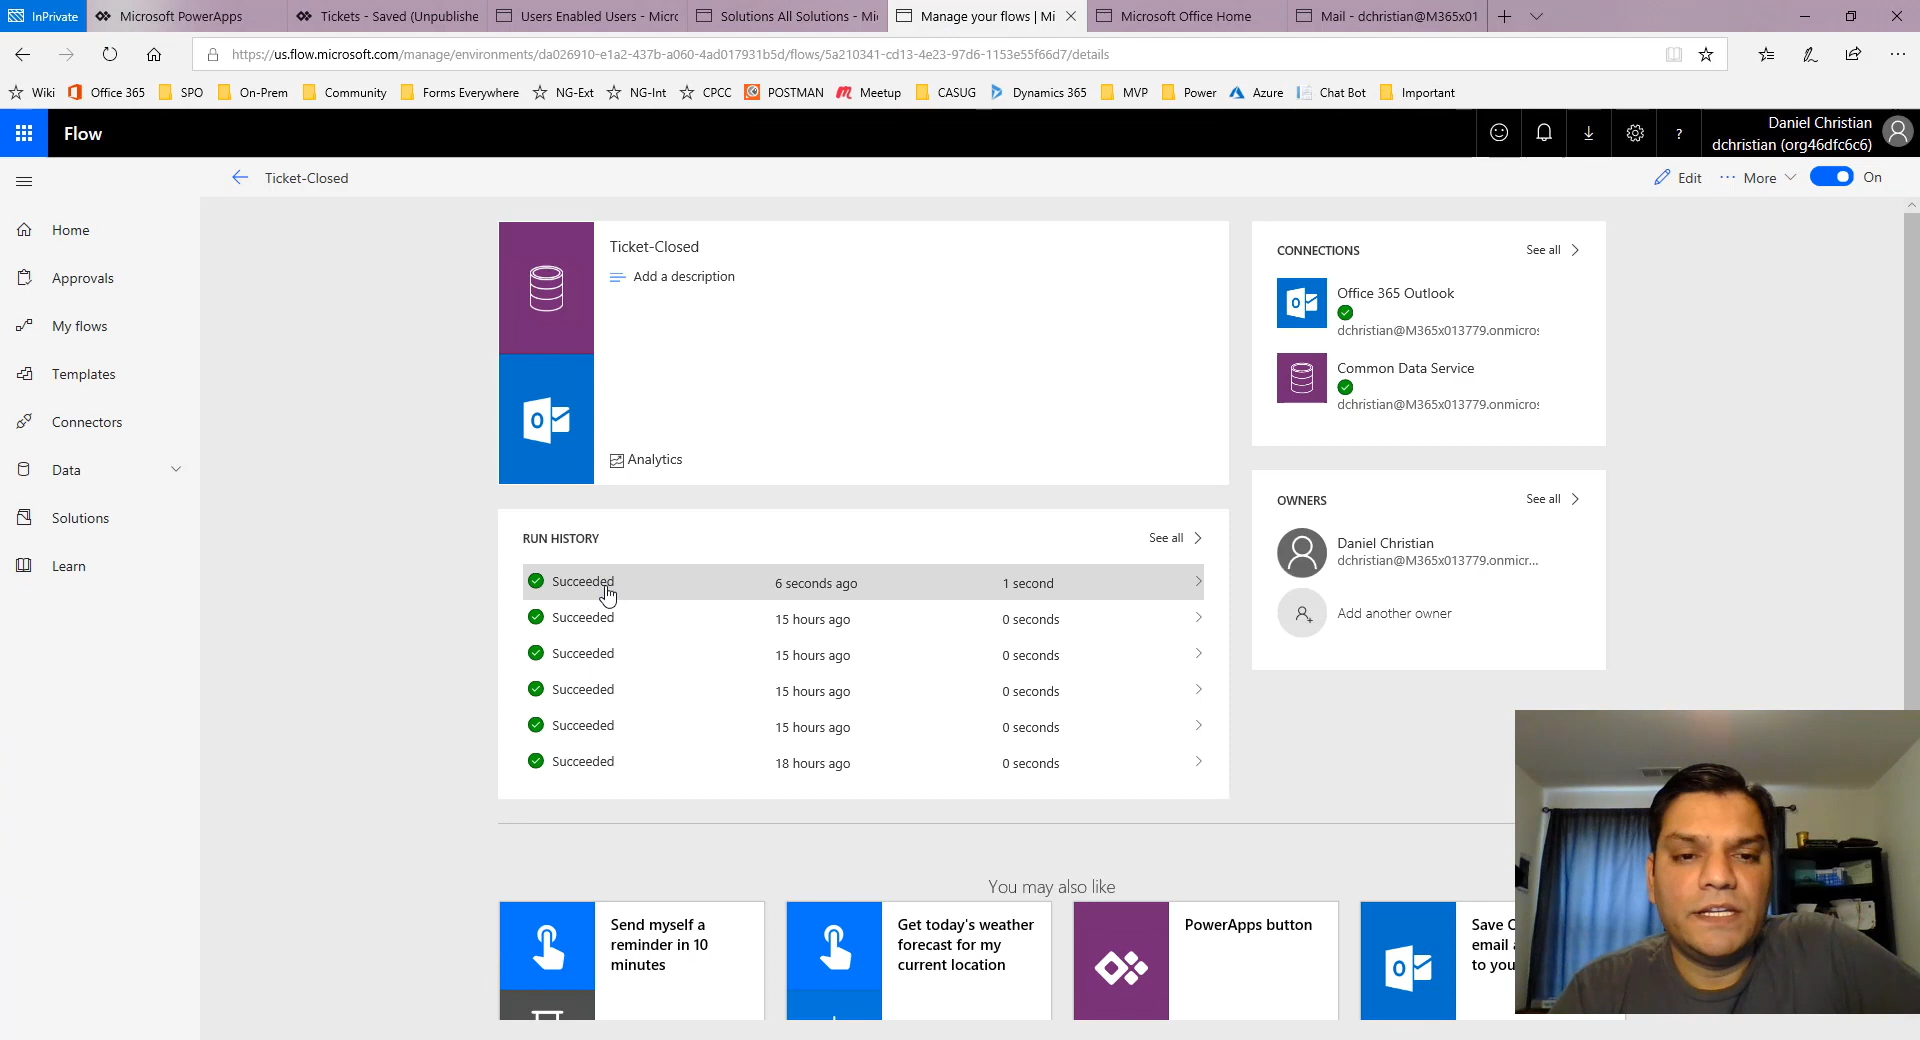 InPrivate
Microsoft PowerApps
Tickets - Saved (Unpublishe
Users Enabled Users - Micr
Solutions All Solutions - Mi
Manage your flows | Mi
Microsoft Office Home
Mail - dchristian@M365x01
https://us.flow.microsoft.com/manage/environments/da026910-e1a2-437b-a060-4ad017931b5d/flows/5a210341-cd13-4e23-97d6-1153e55f66d7/details
Wiki
Office 365
SPO
On-Prem
Community
Forms Everywhere
NG-Ext
NG-Int
CPCC
POSTMAN
Meetup
CASUG
Dynamics 365
MVP
Power
Azure
Chat Bot
Important
Flow
?
Daniel Christian
dchristian (org46dfc6c6)
Ticket-Closed
Edit
More
On
Home
Approvals
My flows
Templates
Connectors
Data
Solutions
Learn
Ticket-Closed
Add a description
Analytics
CONNECTIONS
See all
Office 365 Outlook
dchristian@M365x013779.onmicros
Common Data Service
dchristian@M365x013779.onmicros
OWNERS
See all
Daniel Christian
dchristian@M365x013779.onmicr...
Add another owner
RUN HISTORY
See all
Succeeded 6 seconds ago 1 second
Succeeded 15 hours ago 0 seconds
Succeeded 15 hours ago 0 seconds
Succeeded 15 hours ago 0 seconds
Succeeded 15 hours ago 0 seconds
Succeeded 18 hours ago 0 seconds
You may also like
Send myself a
reminder in 10
minutes
Get today's weather
forecast for my
current location
PowerApps button
Save O
email a
to you